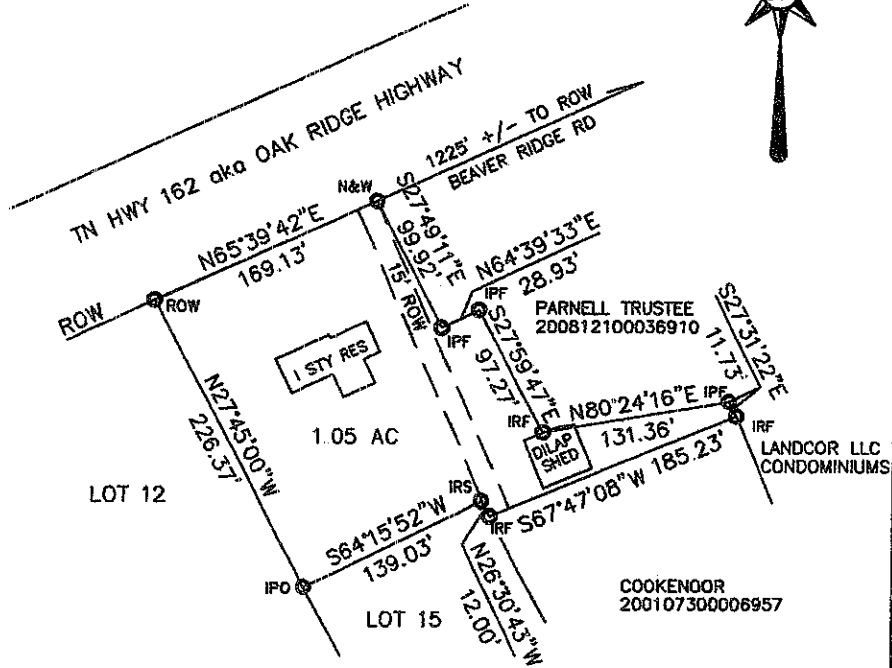 TN HWY 162 aka OAK RIDGE HIGHWAY
1225' +/- TO ROW
BEAVER RIDGE RD
N&W
S27°49'11"E
99.92'
N65°39'42"E
169.13'
N64°39'33"E
28.93'
ROW
ROW
15' ROW
IPF
IPF
PARNELL TRUSTEE
200812100036910
S27°31'22"E
11.73'
1 STY RES
S27°59'47"E
97.27'
N27°45'00"W
226.37'
1.05 AC
IRF
N80°24'16"E
131.36'
IPF
IRF
DILAP
SHED
S67°47'08"W 185.23'
LANDCOR LLC
CONDOMINIUMS
LOT 12
IRS
IRF
S64°15'52"W
139.03'
N26°30'43"W
12.00'
IPO
LOT 15
COOKENOOR
200107300006957